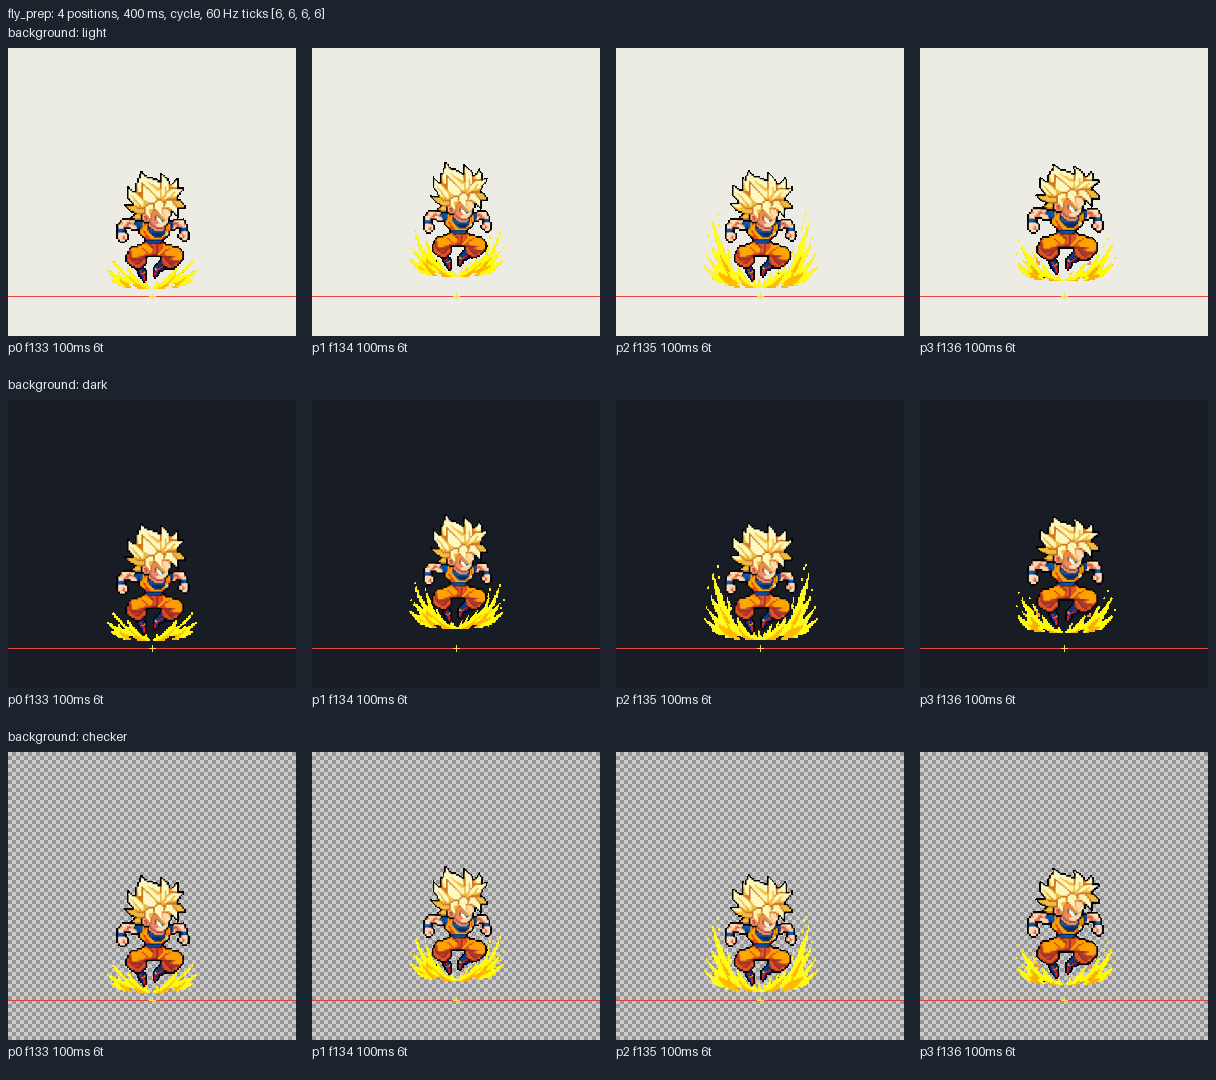 fly_prep: 4 positions, 400 ms, cycle, 60 Hz ticks [6, 6, 6, 6]
background: light
p0 f133 100ms 6t
p1 f134 100ms 6t
p2 f135 100ms 6t
p3 f136 100ms 6t
background: dark
p0 f133 100ms 6t
p1 f134 100ms 6t
p2 f135 100ms 6t
p3 f136 100ms 6t
background: checker
p0 f133 100ms 6t
p1 f134 100ms 6t
p2 f135 100ms 6t
p3 f136 100ms 6t